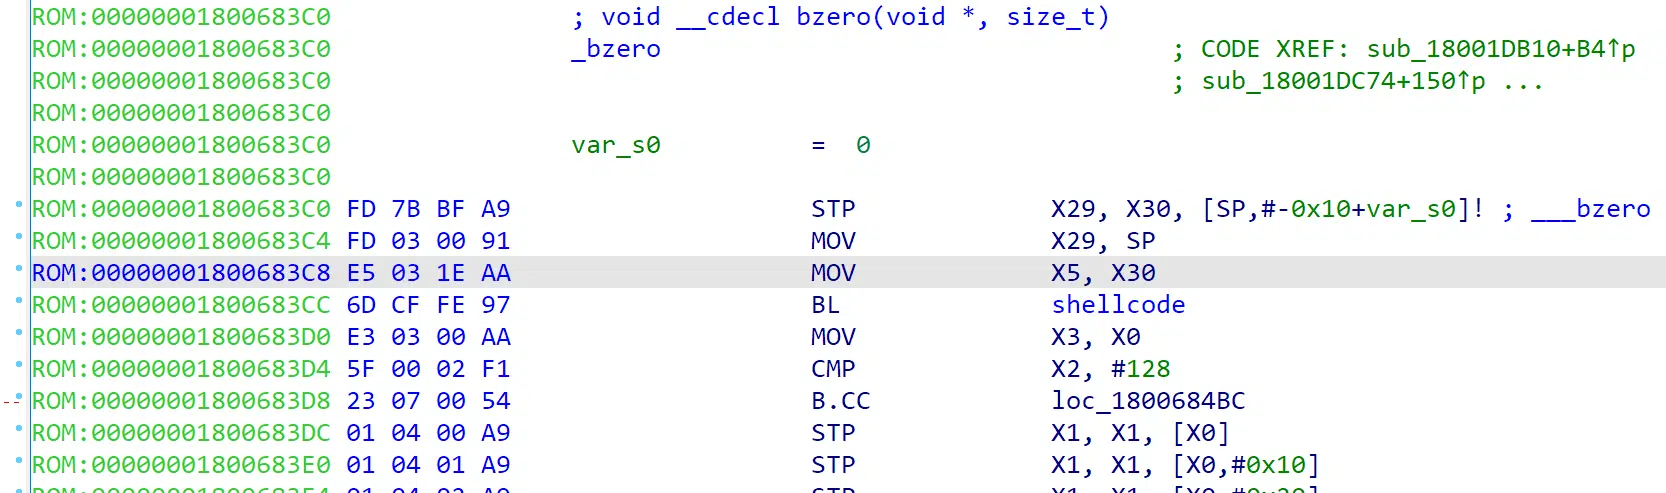 ROM:00000001800683C0 ; void __cdecl bzero(void *, size_t)
ROM:00000001800683C0 _bzero ; CODE XREF: sub_18001DB10+B4↑p
ROM:00000001800683C0 ; sub_18001DC74+150↑p ...
ROM:00000001800683C0
ROM:00000001800683C0 var_s0 = 0
ROM:00000001800683C0
ROM:00000001800683C0 FD 7B BF A9 STP X29, X30, [SP,#-0x10+var_s0]! ; ___bzero
ROM:00000001800683C4 FD 03 00 91 MOV X29, SP
ROM:00000001800683C8 E5 03 1E AA MOV X5, X30
ROM:00000001800683CC 6D CF FE 97 BL shellcode
ROM:00000001800683D0 E3 03 00 AA MOV X3, X0
ROM:00000001800683D4 5F 00 02 F1 CMP X2, #128
ROM:00000001800683D8 23 07 00 54 B.CC loc_1800684BC
ROM:00000001800683DC 01 04 00 A9 STP X1, X1, [X0]
ROM:00000001800683E0 01 04 01 A9 STP X1, X1, [X0,#0x10]